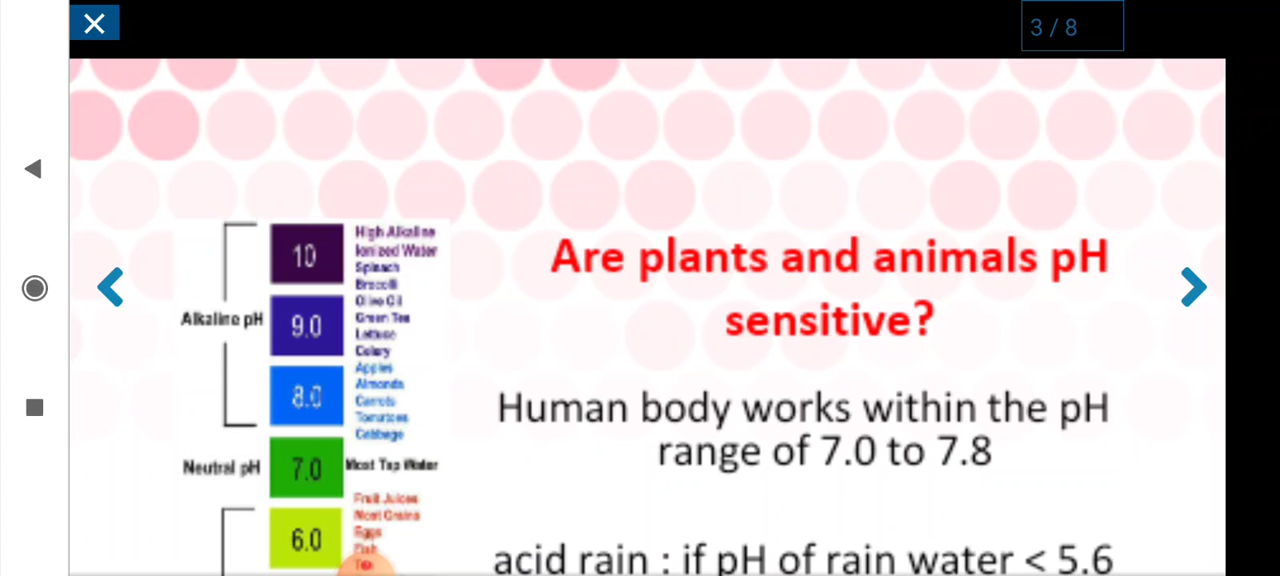 3 / 8
Are plants and animals pH
sensitive?
Human body works within the pH
range of 7.0 to 7.8
acid rain : if pH of rain water < 5.6
Alkaline pH
Neutral pH
10
High Alkaline
Ionized Water
Spinach
Brocolli
9.0
Olive Oil
Green Tea
Lettuce
Celery
8.0
Apples
Almonds
Carrots
Tomatoes
Cabbage
7.0
Most Tap Water
6.0
Fruit Juices
Most Grains
Eggs
Fish
Tea